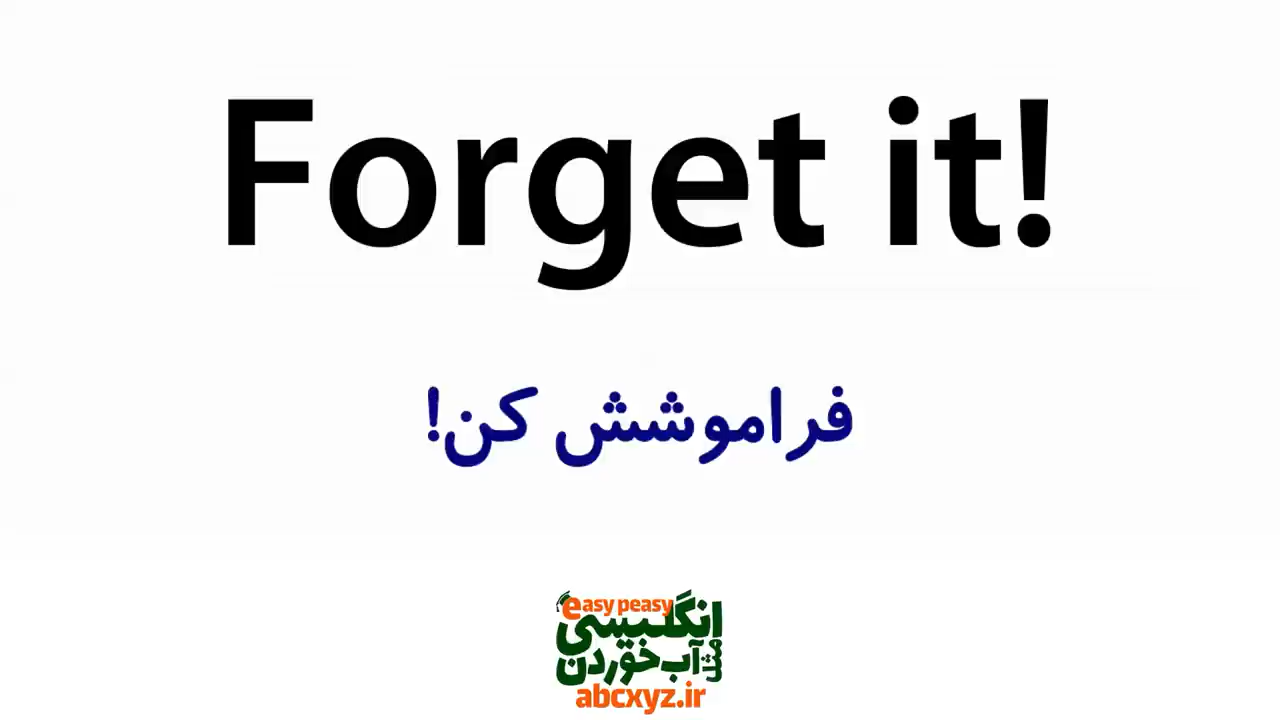 Forget it!
فراموشش کن!
easy peasy
انگلیسی
مثل آب خوردن
abcxyz.ir